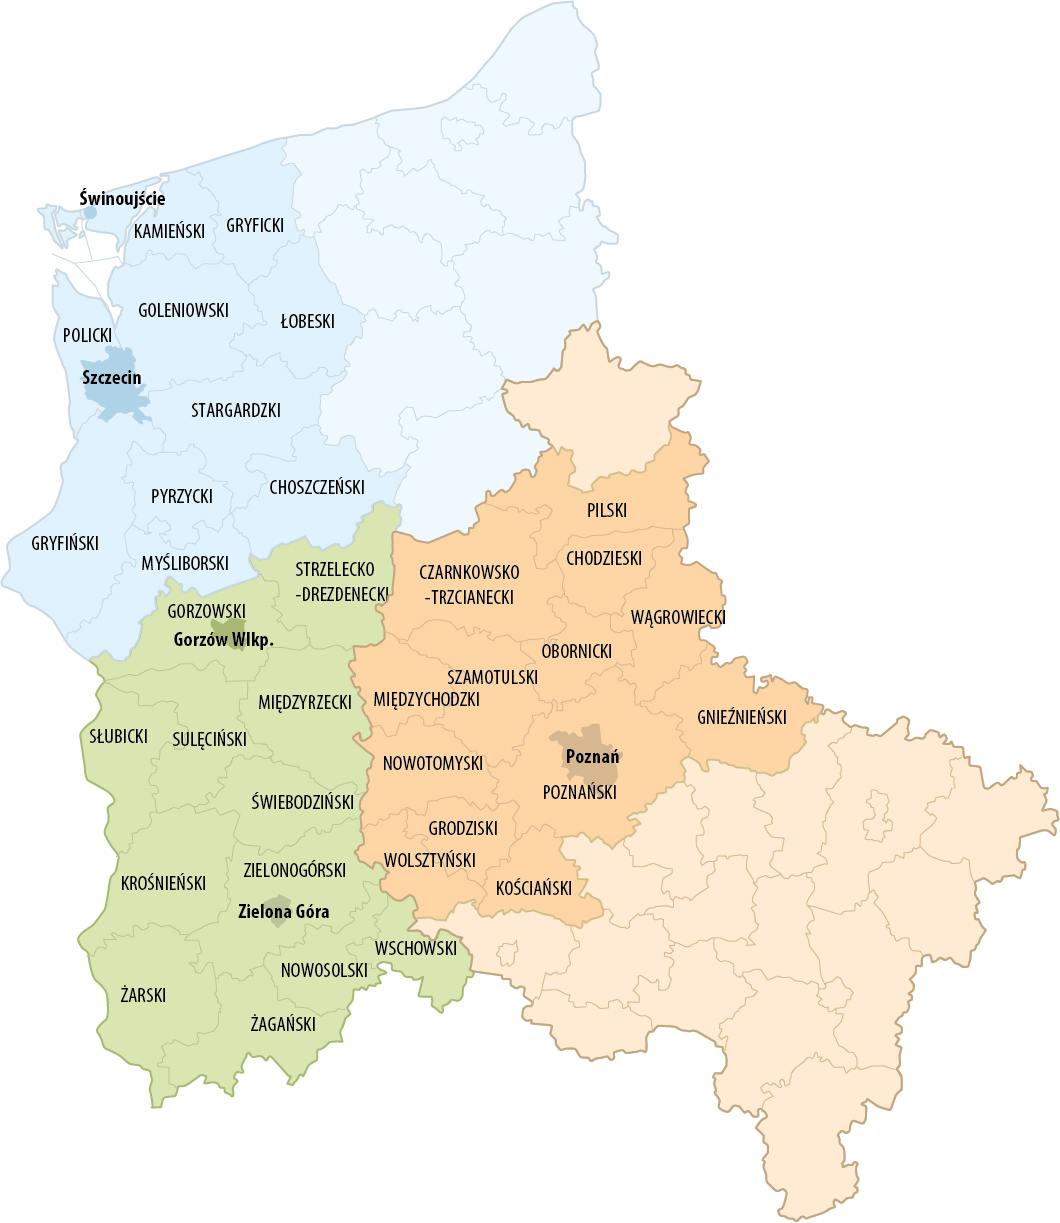 Świnoujście
KAMIEŃSKI
GRYFICKI
GOLENIOWSKI
ŁOBESKI
POLICKI
Szczecin
STARGARDZKI
PYRZYCKI
CHOSZCZEŃSKI
GRYFIŃSKI
MYŚLIBORSKI
STRZELECKO
-DREZDENECKI
GORZOWSKI
Gorzów Wlkp.
MIĘDZYRZECKI
SŁUBICKI
SULĘCIŃSKI
ŚWIEBODZIŃSKI
KROŚNIEŃSKI
ZIELONOGÓRSKI
Zielona Góra
WSCHOWSKI
NOWOSOLSKI
ŻARSKI
ŻAGAŃSKI
PILSKI
CHODZIESKI
CZARNKOWSKO
-TRZCIANECKI
WĄGROWIECKI
OBORNICKI
SZAMOTULSKI
MIĘDZYCHODZKI
GNIEŹNIEŃSKI
NOWOTOMYSKI
Poznań
POZNAŃSKI
GRODZISKI
WOLSZTYŃSKI
KOŚCIAŃSKI